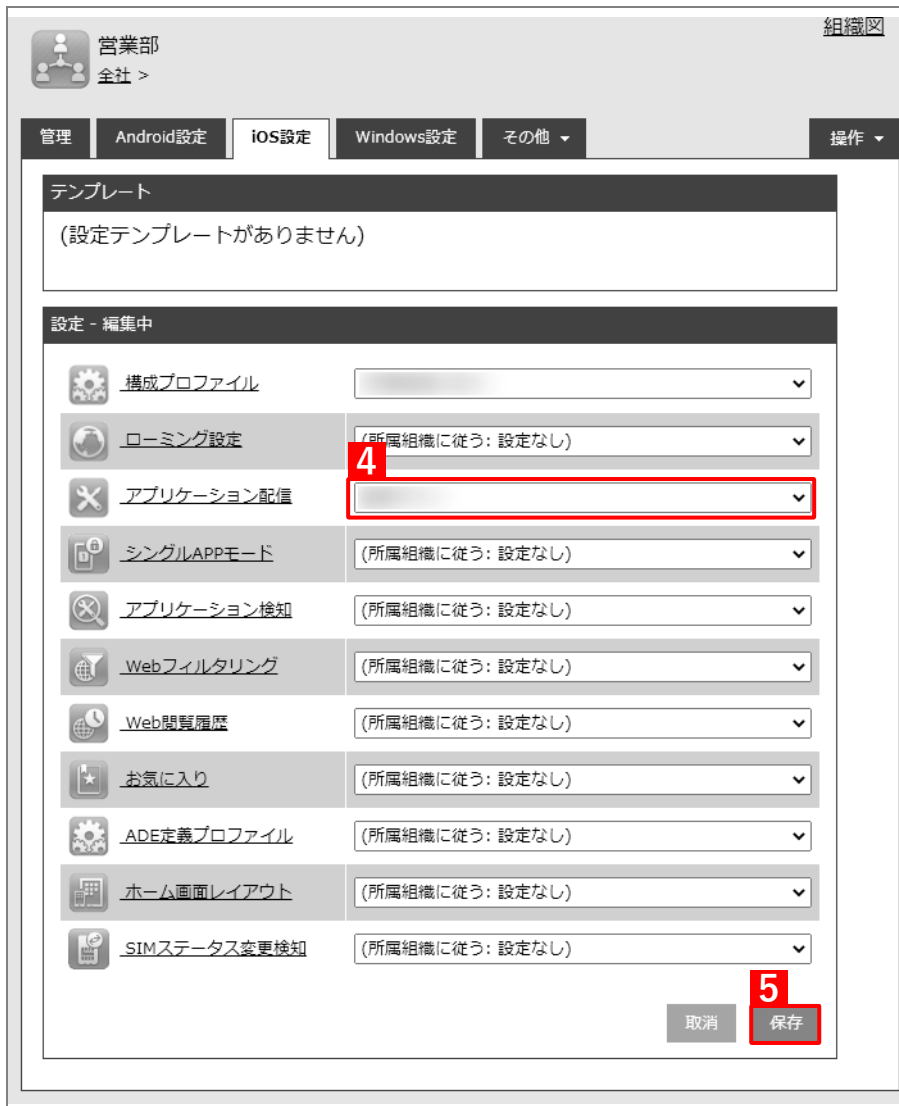 組織図
営業部
全社 >
管理
Android設定
iOS設定
Windows設定
その他
操作
テンプレート
(設定テンプレートがありません)
設定 - 編集中
構成プロファイル
ローミング設定 (所属組織に従う: 設定なし)
4
アプリケーション配信
シングルAPPモード (所属組織に従う: 設定なし)
アプリケーション検知 (所属組織に従う: 設定なし)
Webフィルタリング (所属組織に従う: 設定なし)
Web閲覧履歴 (所属組織に従う: 設定なし)
お気に入り (所属組織に従う: 設定なし)
ADE定義プロファイル (所属組織に従う: 設定なし)
ホーム画面レイアウト (所属組織に従う: 設定なし)
SIMステータス変更検知 (所属組織に従う: 設定なし)
5
取消 保存